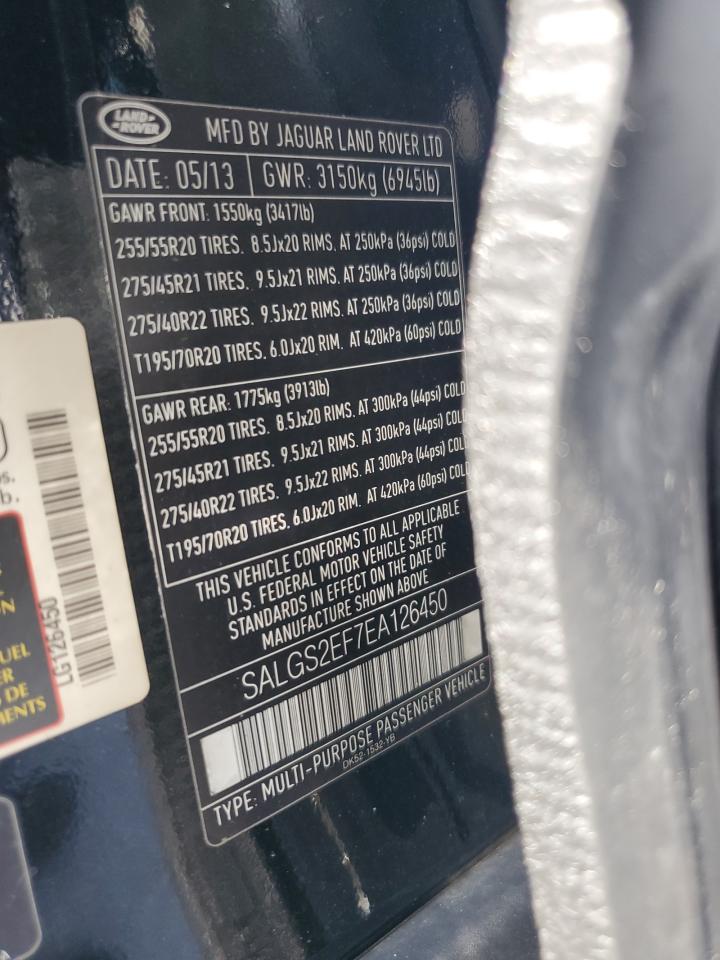 LAND
ROVER
MFD BY JAGUAR LAND ROVER LTD
DATE: 05/13 GWR: 3150kg (6945lb)
GAWR FRONT: 1550kg (3417lb)
255/55R20 TIRES. 8.5Jx20 RIMS. AT 250kPa (36psi) COLD
275/45R21 TIRES. 9.5Jx21 RIMS. AT 250kPa (36psi) COLD
275/40R22 TIRES. 9.5Jx22 RIMS. AT 250kPa (36psi) COLD
T195/70R20 TIRES. 6.0Jx20 RIM. AT 420kPa (60psi) COLD
GAWR REAR: 1775kg (3913lb)
255/55R20 TIRES. 8.5Jx20 RIMS. AT 300kPa (44psi) COLD
275/45R21 TIRES. 9.5Jx21 RIMS. AT 300kPa (44psi) COLD
275/40R22 TIRES. 9.5Jx22 RIMS. AT 300kPa (44psi) COLD
T195/70R20 TIRES. 6.0Jx20 RIM. AT 420kPa (60psi) COLD
THIS VEHICLE CONFORMS TO ALL APPLICABLE
U.S. FEDERAL MOTOR VEHICLE SAFETY
STANDARDS IN EFFECT ON THE DATE OF
MANUFACTURE SHOWN ABOVE
SALGS2EF7EA126450
TYPE: MULTI-PURPOSE PASSENGER VEHICLE
DK52-1532-YB
LG126450
b.
UEL
ER
DE
MENTS